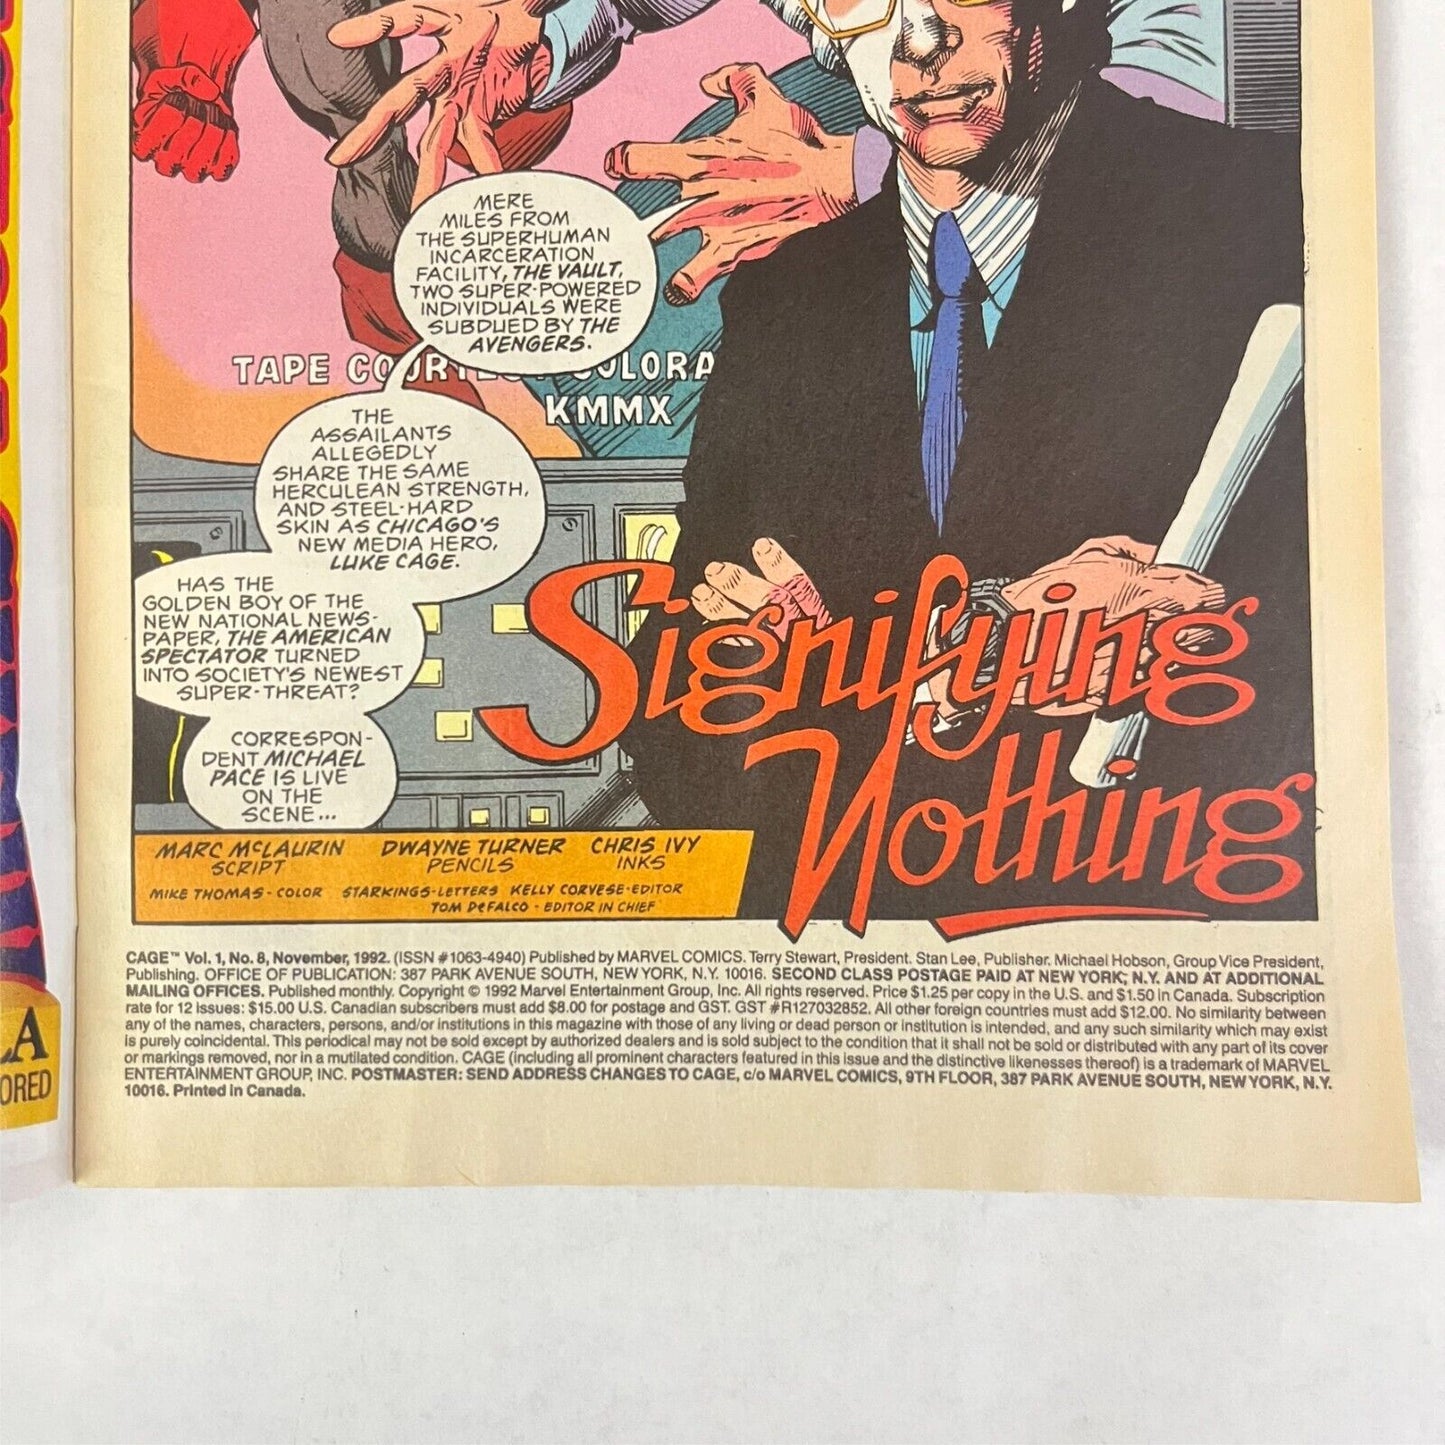 MERE
MILES FROM
THE SUPERHUMAN
INCARCERATION
FACILITY, THE VAULT,
TWO SUPER-POWERED
INDIVIDUALS WERE
SUBDUED BY THE
AVENGERS.
TAPE COURTESY COLORA
KMMX
THE
ASSAILANTS
ALLEGEDLY
SHARE THE SAME
HERCULEAN STRENGTH,
AND STEEL-HARD
SKIN AS CHICAGO'S
NEW MEDIA HERO,
LUKE CAGE.
HAS THE
GOLDEN BOY OF THE
NEW NATIONAL NEWS-
PAPER, THE AMERICAN
SPECTATOR TURNED
INTO SOCIETY'S NEWEST
SUPER-THREAT?
CORRESPON-
DENT MICHAEL
PACE IS LIVE
ON THE
SCENE...
Signifying
Nothing
MARC McLAURIN DWAYNE TURNER CHRIS IVY
SCRIPT PENCILS INKS
MIKE THOMAS - COLOR STARKINGS-LETTERS KELLY CORVESE-EDITOR
TOM DeFALCO - EDITOR IN CHIEF
CAGE™ Vol. 1, No. 8, November, 1992. (ISSN #1063-4940) Published by MARVEL COMICS. Terry Stewart, President. Stan Lee, Publisher. Michael Hobson, Group Vice President,
Publishing. OFFICE OF PUBLICATION: 387 PARK AVENUE SOUTH, NEW YORK, N.Y. 10016. SECOND CLASS POSTAGE PAID AT NEW YORK, N.Y. AND AT ADDITIONAL
MAILING OFFICES. Published monthly. Copyright © 1992 Marvel Entertainment Group, Inc. All rights reserved. Price $1.25 per copy in the U.S. and $1.50 in Canada. Subscription
rate for 12 issues: $15.00 U.S. Canadian subscribers must add $8.00 for postage and GST. GST #R127032852. All other foreign countries must add $12.00. No similarity between
any of the names, characters, persons, and/or institutions in this magazine with those of any living or dead person or institution is intended, and any such similarity which may exist
is purely coincidental. This periodical may not be sold except by authorized dealers and is sold subject to the condition that it shall not be sold or distributed with any part of its cover
or markings removed, nor in a mutilated condition. CAGE (including all prominent characters featured in this issue and the distinctive likenesses thereof) is a trademark of MARVEL
ENTERTAINMENT GROUP, INC. POSTMASTER: SEND ADDRESS CHANGES TO CAGE, c/o MARVEL COMICS, 9TH FLOOR, 387 PARK AVENUE SOUTH, NEW YORK, N.Y.
10016. Printed in Canada.